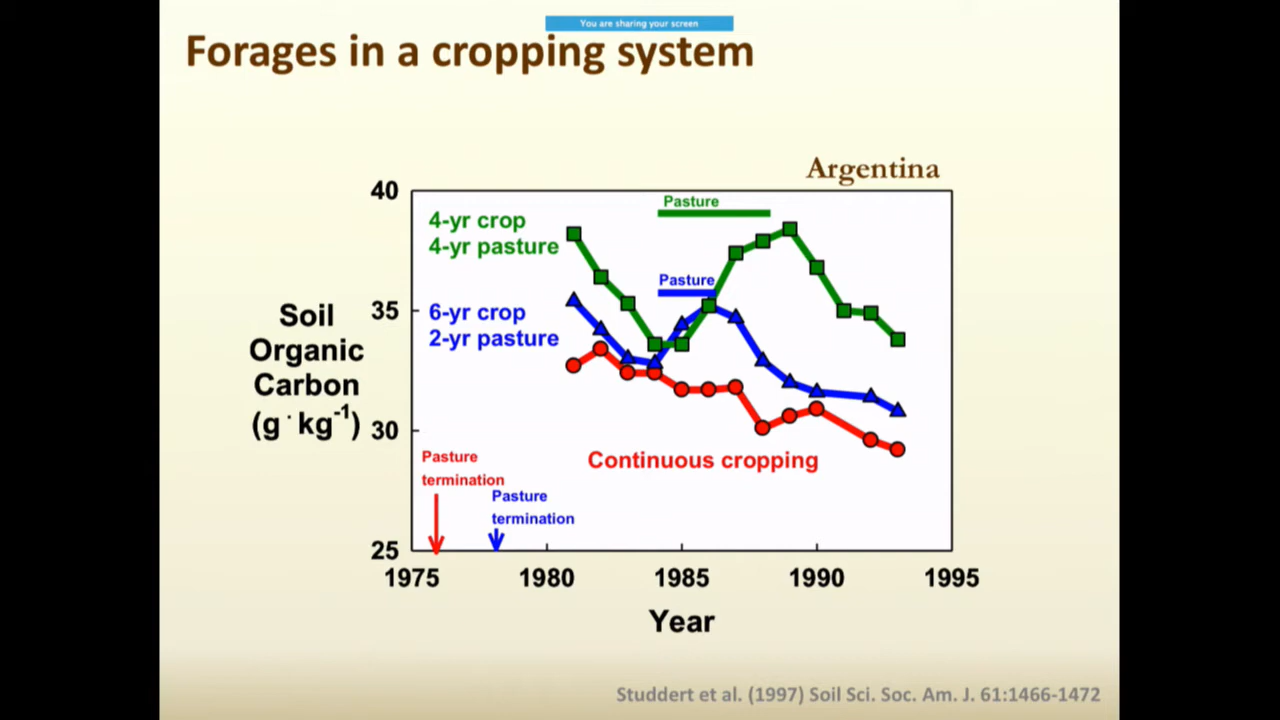 You are sharing your screen
Forages in a cropping system
Argentina
40
35
30
25
Soil
Organic
Carbon
(g · kg-1)
4-yr crop
4-yr pasture
Pasture
6-yr crop
2-yr pasture
Pasture
Continuous cropping
Pasture
termination
Pasture
termination
1975 1980 1985 1990 1995
Year
Studdert et al. (1997) Soil Sci. Soc. Am. J. 61:1466-1472